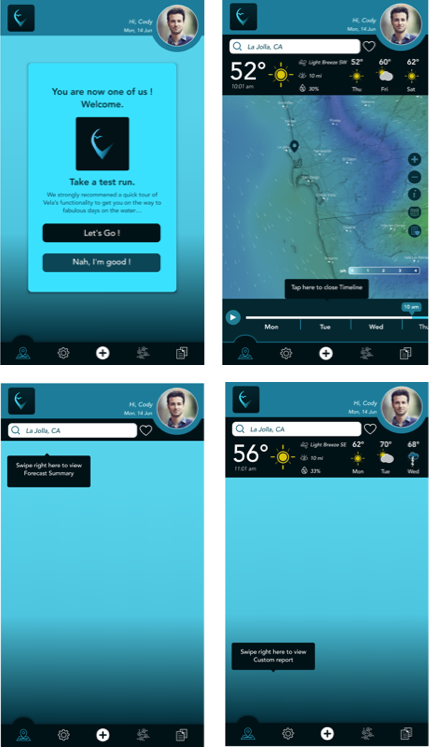 Hi, Cody
Mon, 14 Jun
You are now one of us !
Welcome.
Take a test run.
We strongly recommened a quick tour of
Vela's functionality to get you on the way to
fabulous days on the water...
Let's Go !
Nah, I'm good !
Hi, Cody
Mon, 14 Jun
La Jolla, CA
52°
10:01 am
Light Breeze SW
10 mi
30%
52° 60° 62°
Thu Fri Sat
Tap here to close Timeline
10 am
Mon Tue Wed Thu
Hi, Cody
Mon, 14 Jun
La Jolla, CA
Swipe right here to view
Forecast Summary
Hi, Cody
Mon, 14 Jun
La Jolla, CA
56°
11:01 am
Light Breeze SE
10 mi
33%
62° 70° 68°
Mon Tue Wed
Swipe right here to view
Custom report